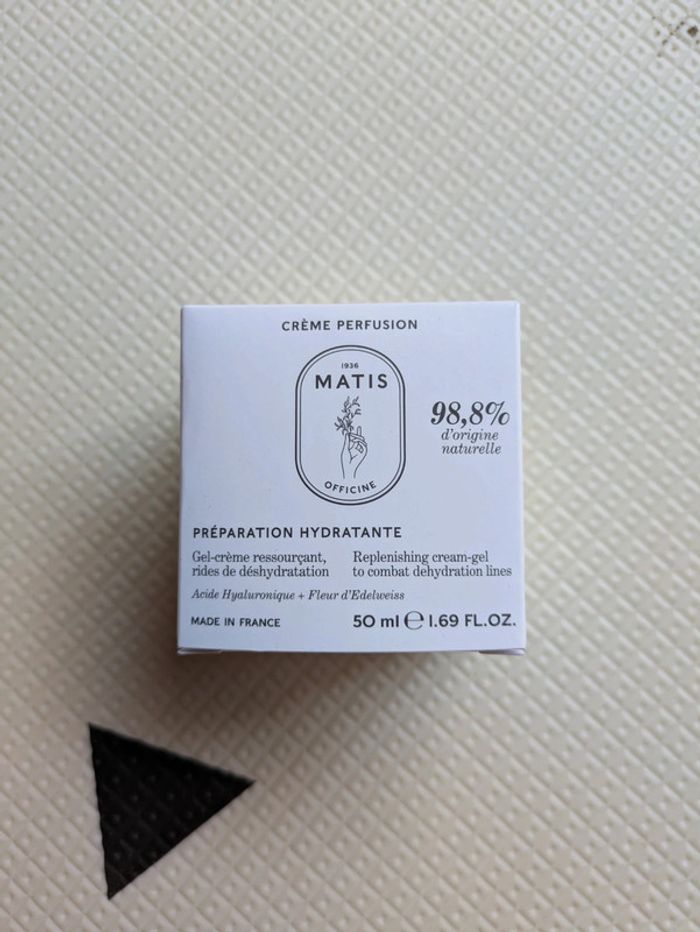 CRÈME PERFUSION
1936
MATIS
OFFICINE
98,8%
d'origine
naturelle
PRÉPARATION HYDRATANTE
Gel-crème ressourçant,
rides de déshydratation
Replenishing cream-gel
to combat dehydration lines
Acide Hyaluronique + Fleur d'Edelweiss
MADE IN FRANCE
50 ml ℮ 1.69 FL.OZ.